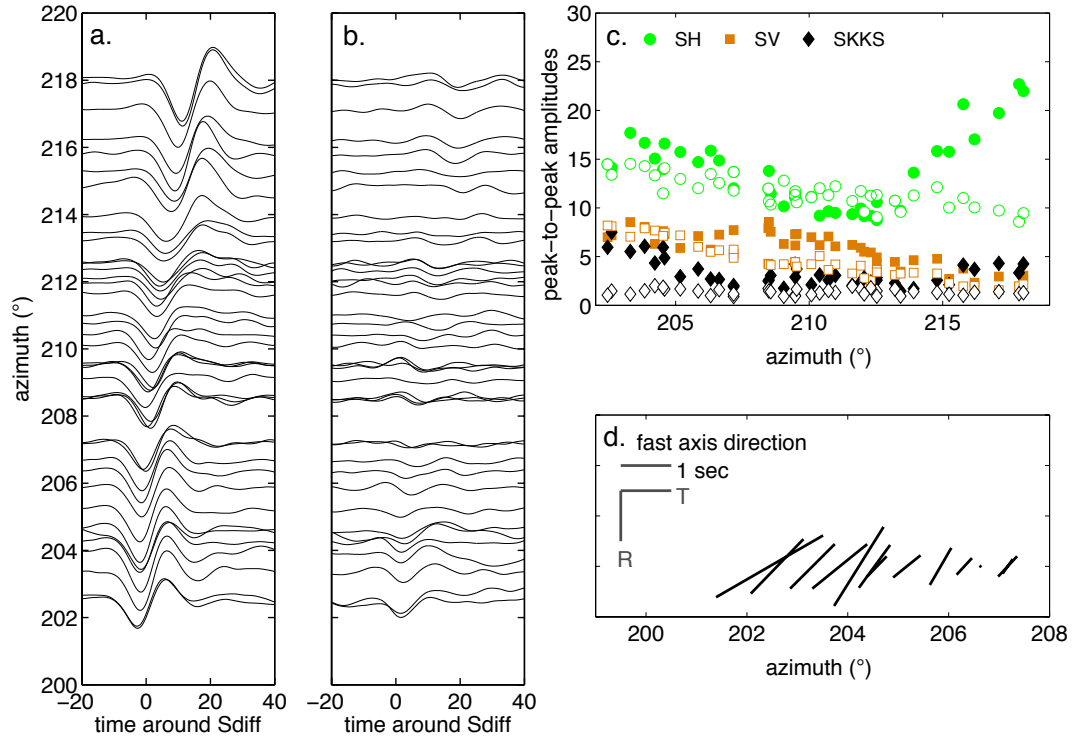 a.
b.
220
218
216
214
212
210
208
206
204
202
200
azimuth (°)
−20 0 20 40
time around Sdiff
−20 0 20 40
time around Sdiff
c.
SH SV SKKS
30
25
20
15
10
5
0
peak−to−peak amplitudes
205 210 215
azimuth (°)
d.
fast axis direction
1 sec
T
R
200 202 204 206 208
azimuth (°)